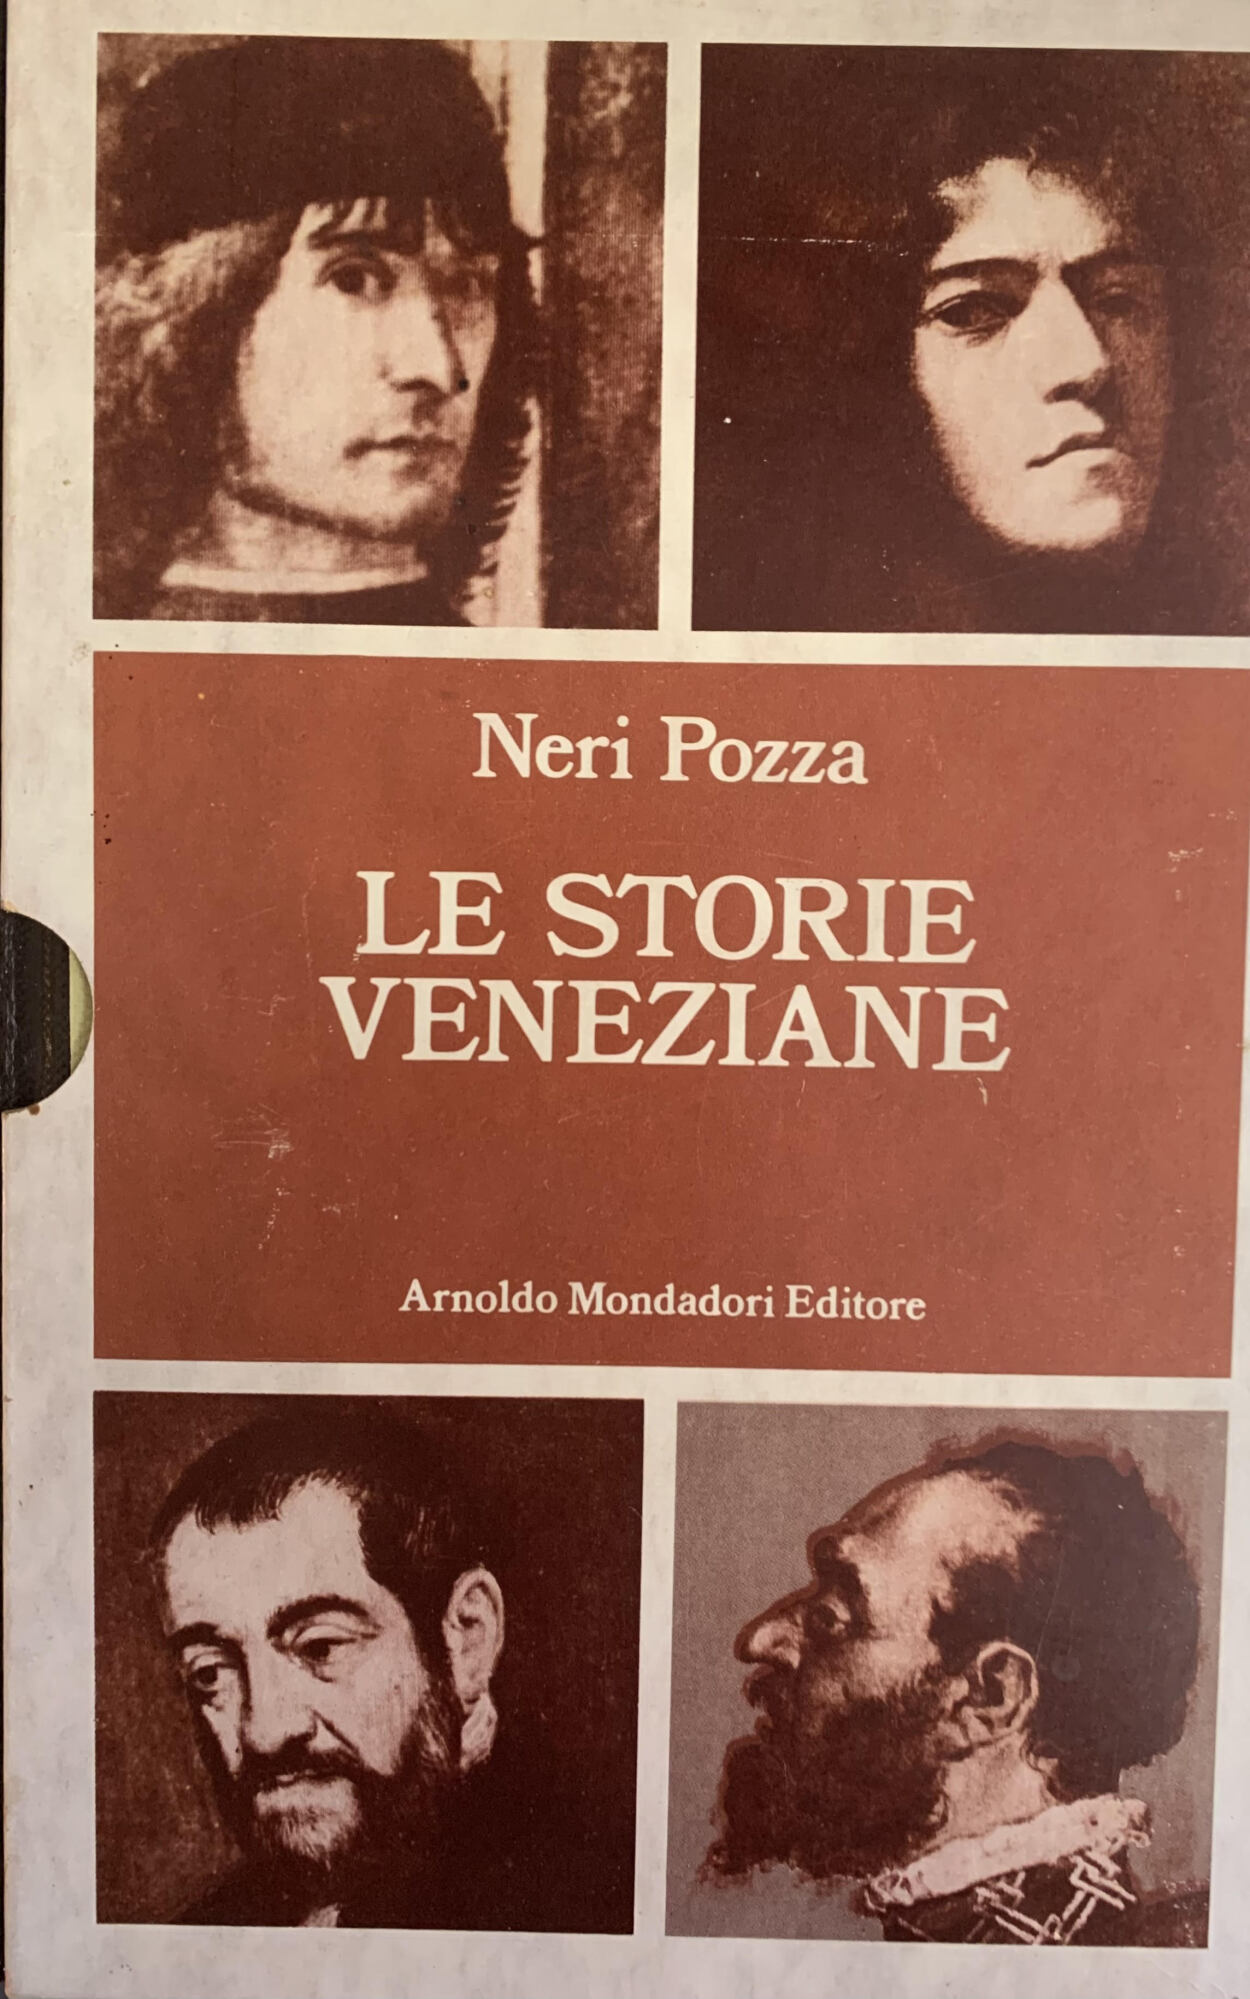 Neri Pozza
LE STORIE
VENEZIANE
Arnoldo Mondadori Editore